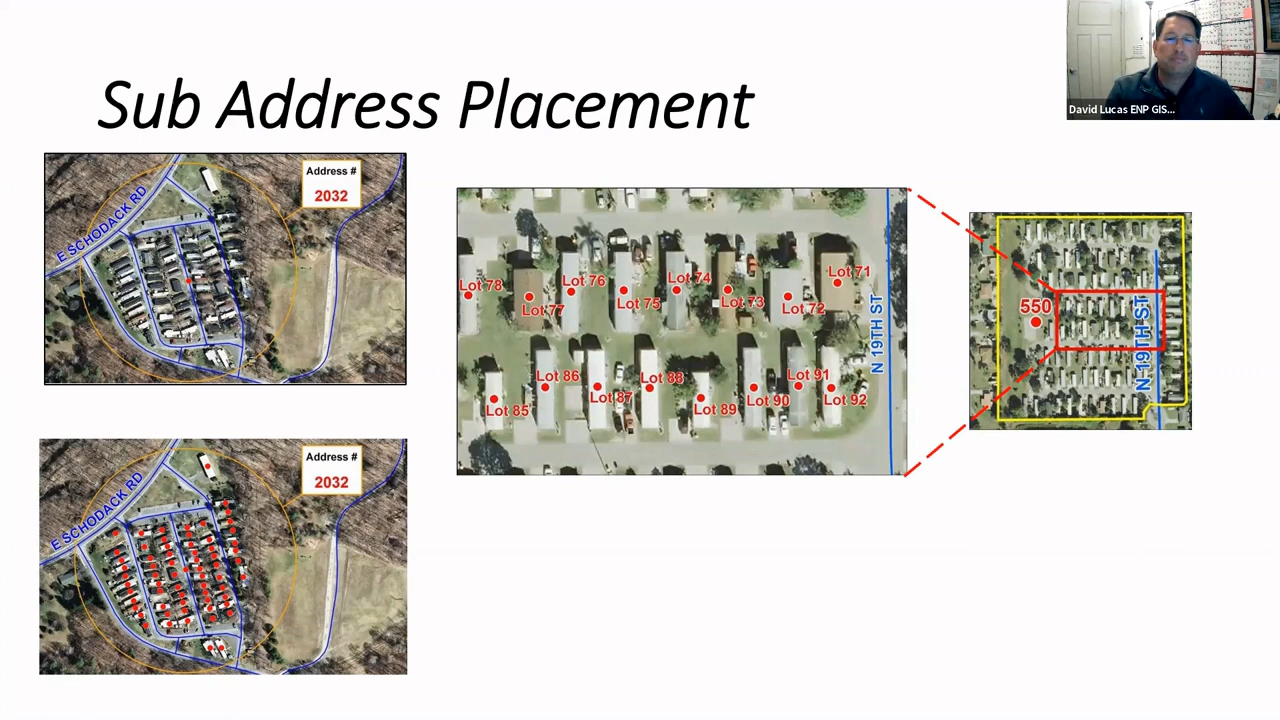 Sub Address Placement
David Lucas ENP GIS...
E SCHODACK RD
Address #
2032
Lot 78
Lot 77
Lot 76
Lot 75
Lot 74
Lot 73
Lot 72
Lot 71
Lot 85
Lot 86
Lot 87
Lot 88
Lot 89
Lot 90
Lot 91
Lot 92
N 19TH ST
550
N 19TH ST
E SCHODACK RD
Address #
2032